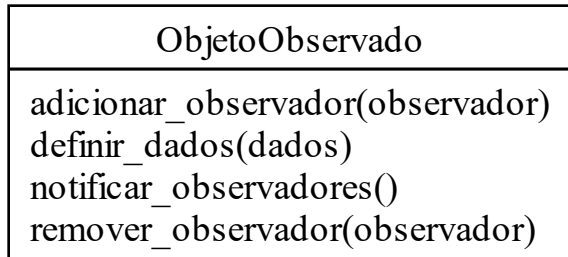 ObjetoObservado
adicionar_observador(observador)
definir_dados(dados)
notificar_observadores()
remover_observador(observador)